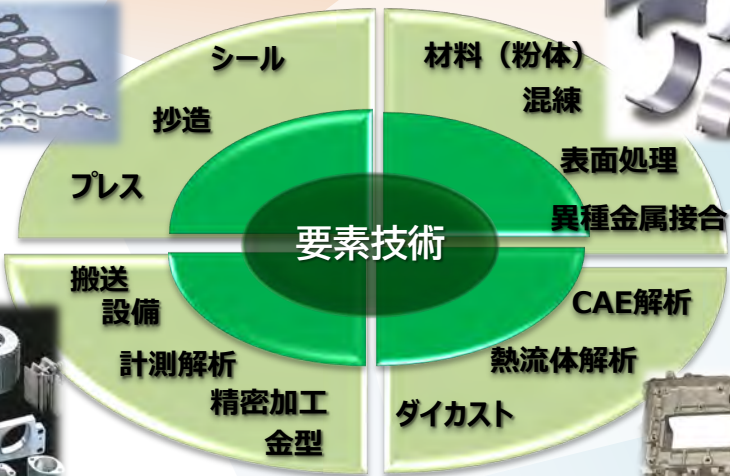 シール
抄造
プレス
材料（粉体）
混練
表面処理
異種金属接合
要素技術
搬送
設備
計測解析
精密加工
金型
CAE解析
熱流体解析
ダイカスト